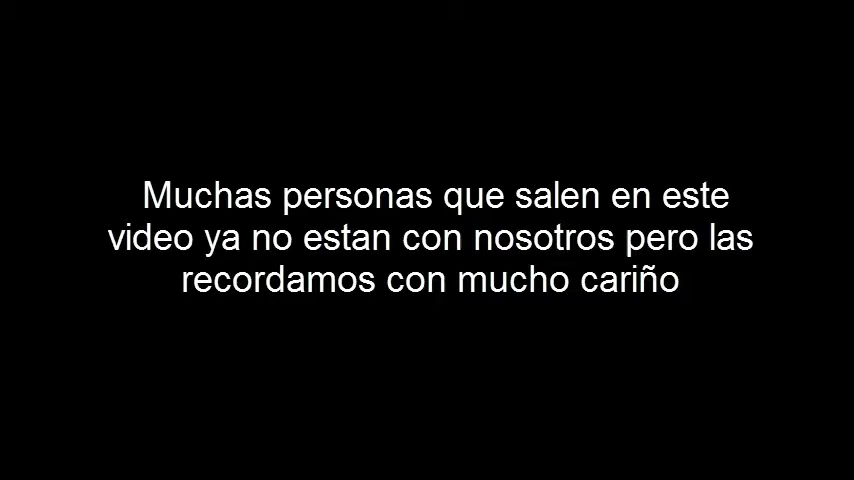 Muchas personas que salen en este
video ya no estan con nosotros pero las
recordamos con mucho cariño